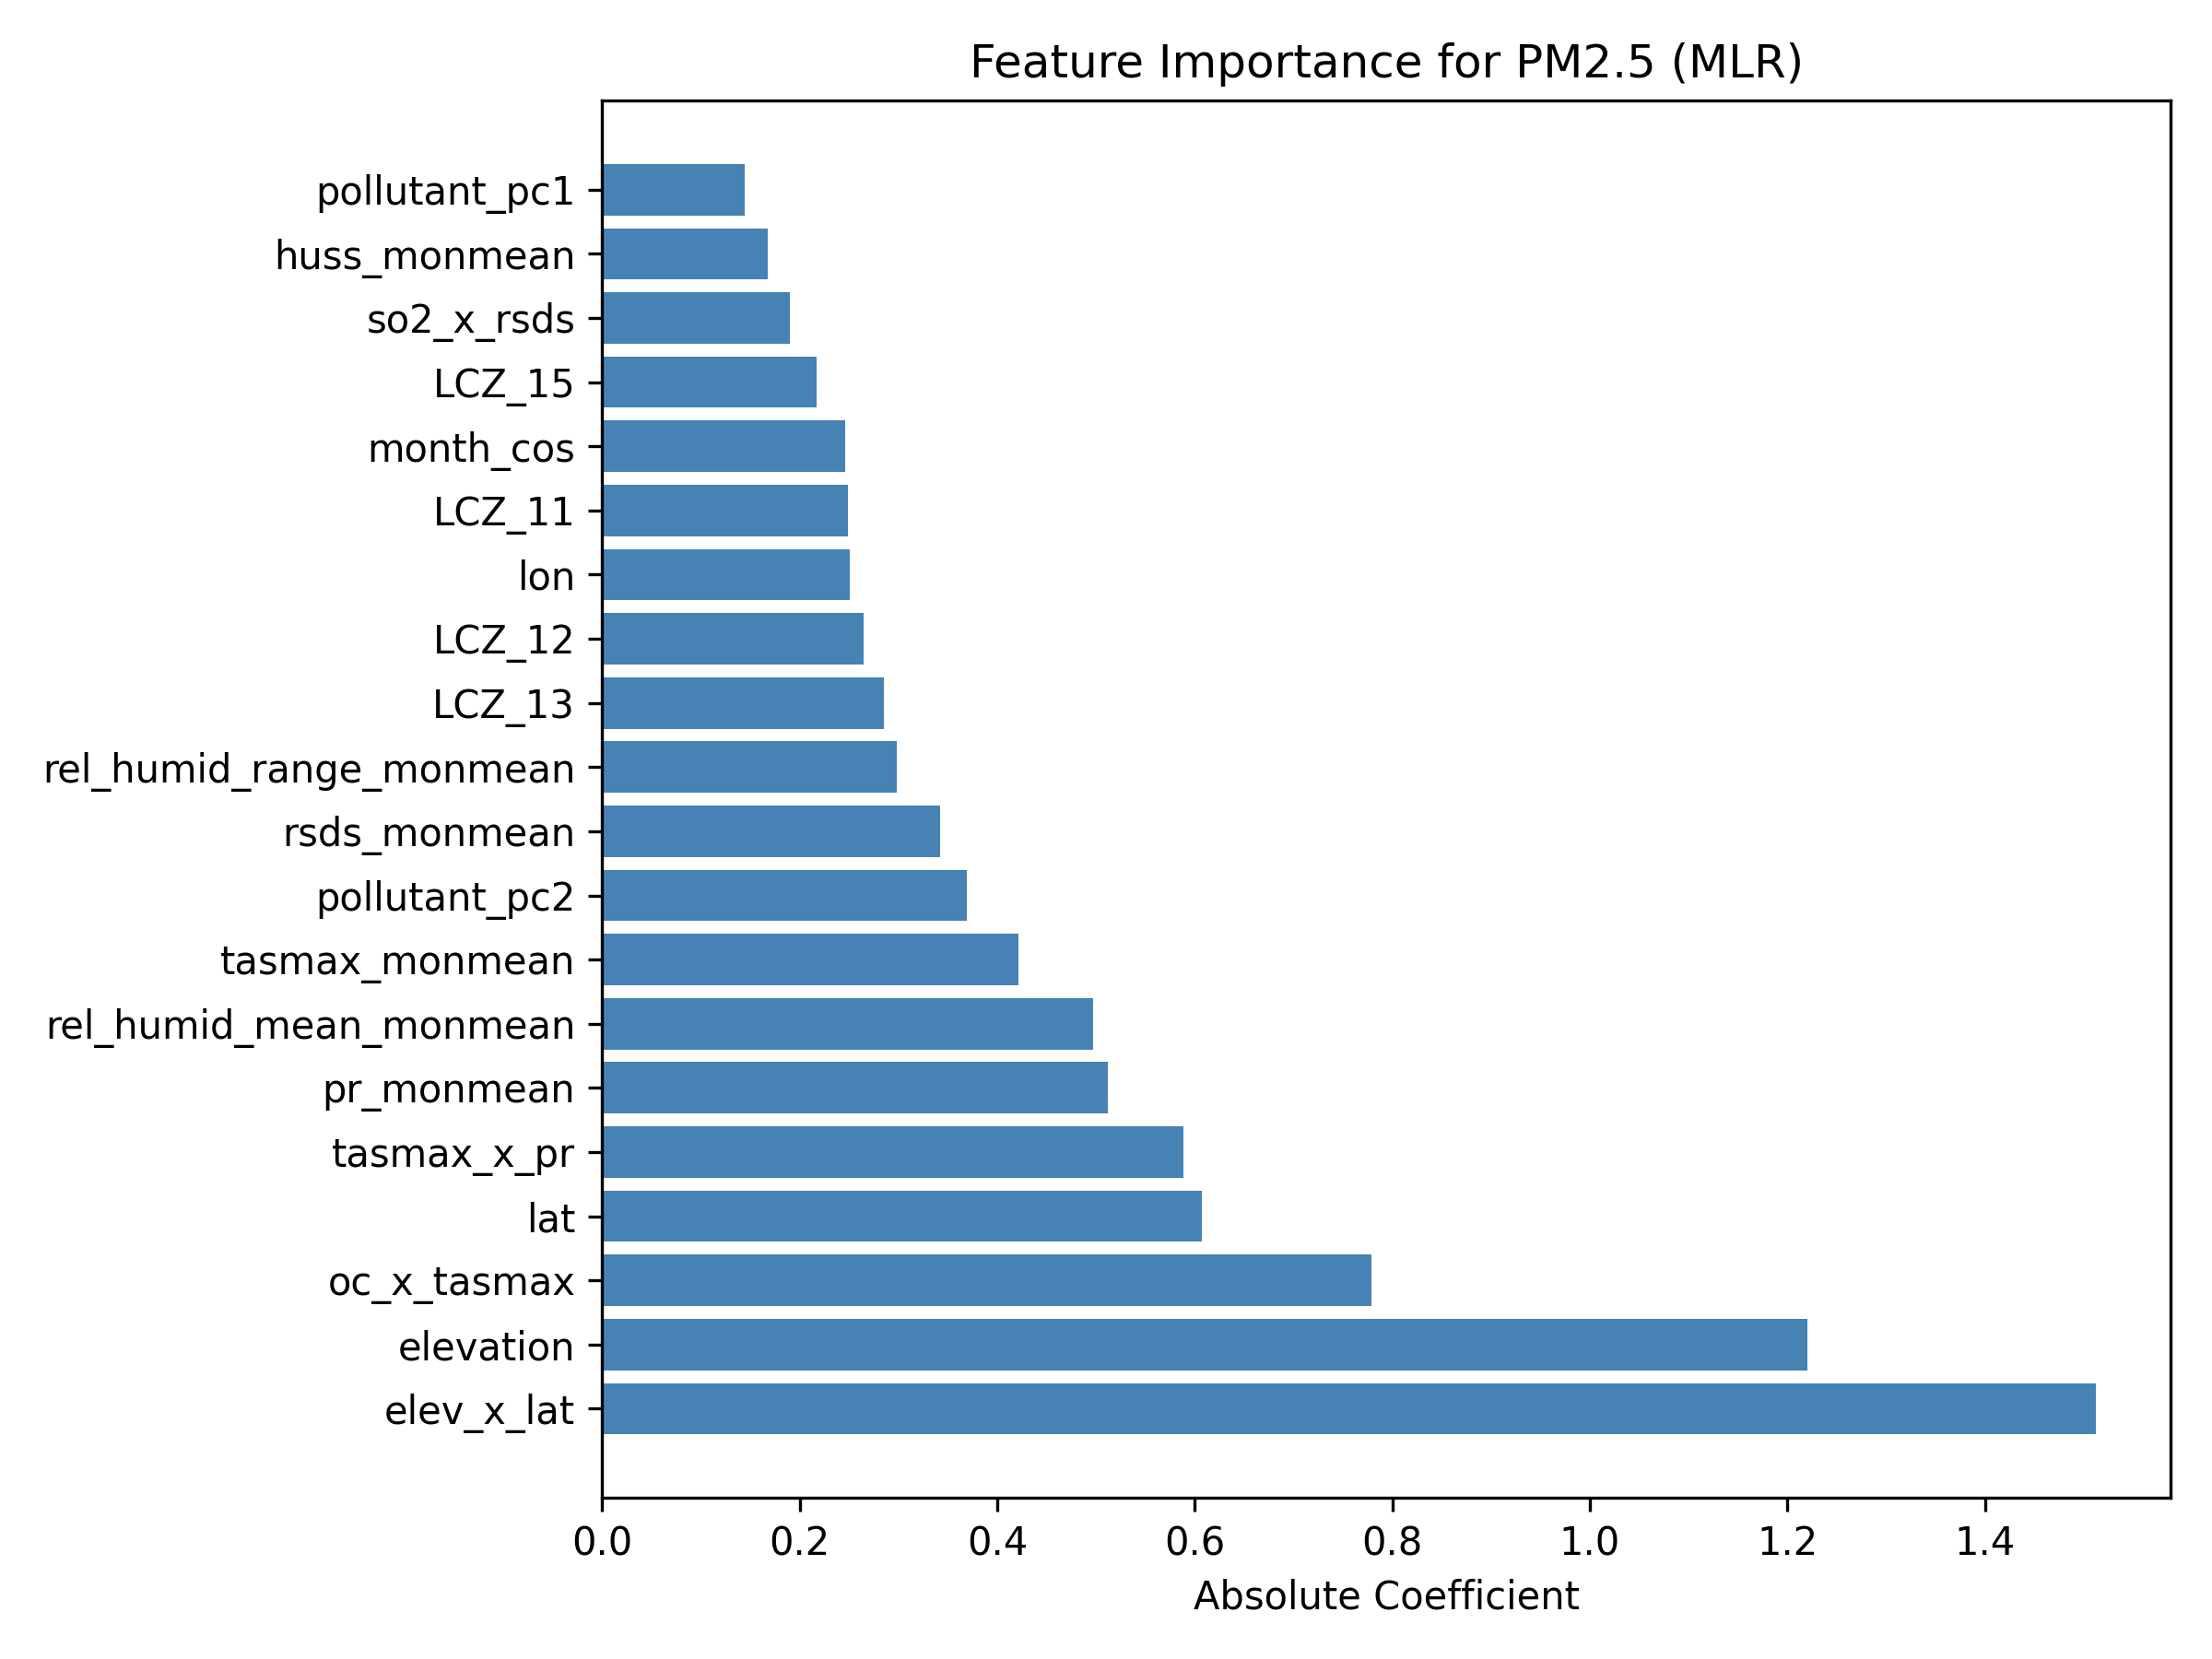 Feature Importance for PM2.5 (MLR)
pollutant_pc1
huss_monmean
so2_x_rsds
LCZ_15
month_cos
LCZ_11
lon
LCZ_12
LCZ_13
rel_humid_range_monmean
rsds_monmean
pollutant_pc2
tasmax_monmean
rel_humid_mean_monmean
pr_monmean
tasmax_x_pr
lat
oc_x_tasmax
elevation
elev_x_lat
0.0 0.2 0.4 0.6 0.8 1.0 1.2 1.4
Absolute Coefficient